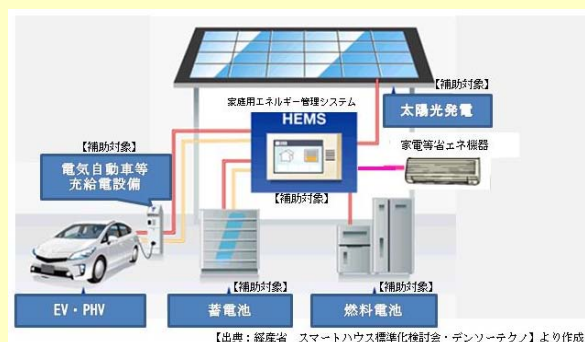 【補助対象】
太陽光発電
家庭用エネルギー管理システム
HEMS
【補助対象】
家電等省エネ機器
【補助対象】
電気自動車等
充給電設備
【補助対象】
【補助対象】
EV・PHV
蓄電池
燃料電池
【出典：経産省 スマートハウス標準化検討会・デンソーテクノ】より作成